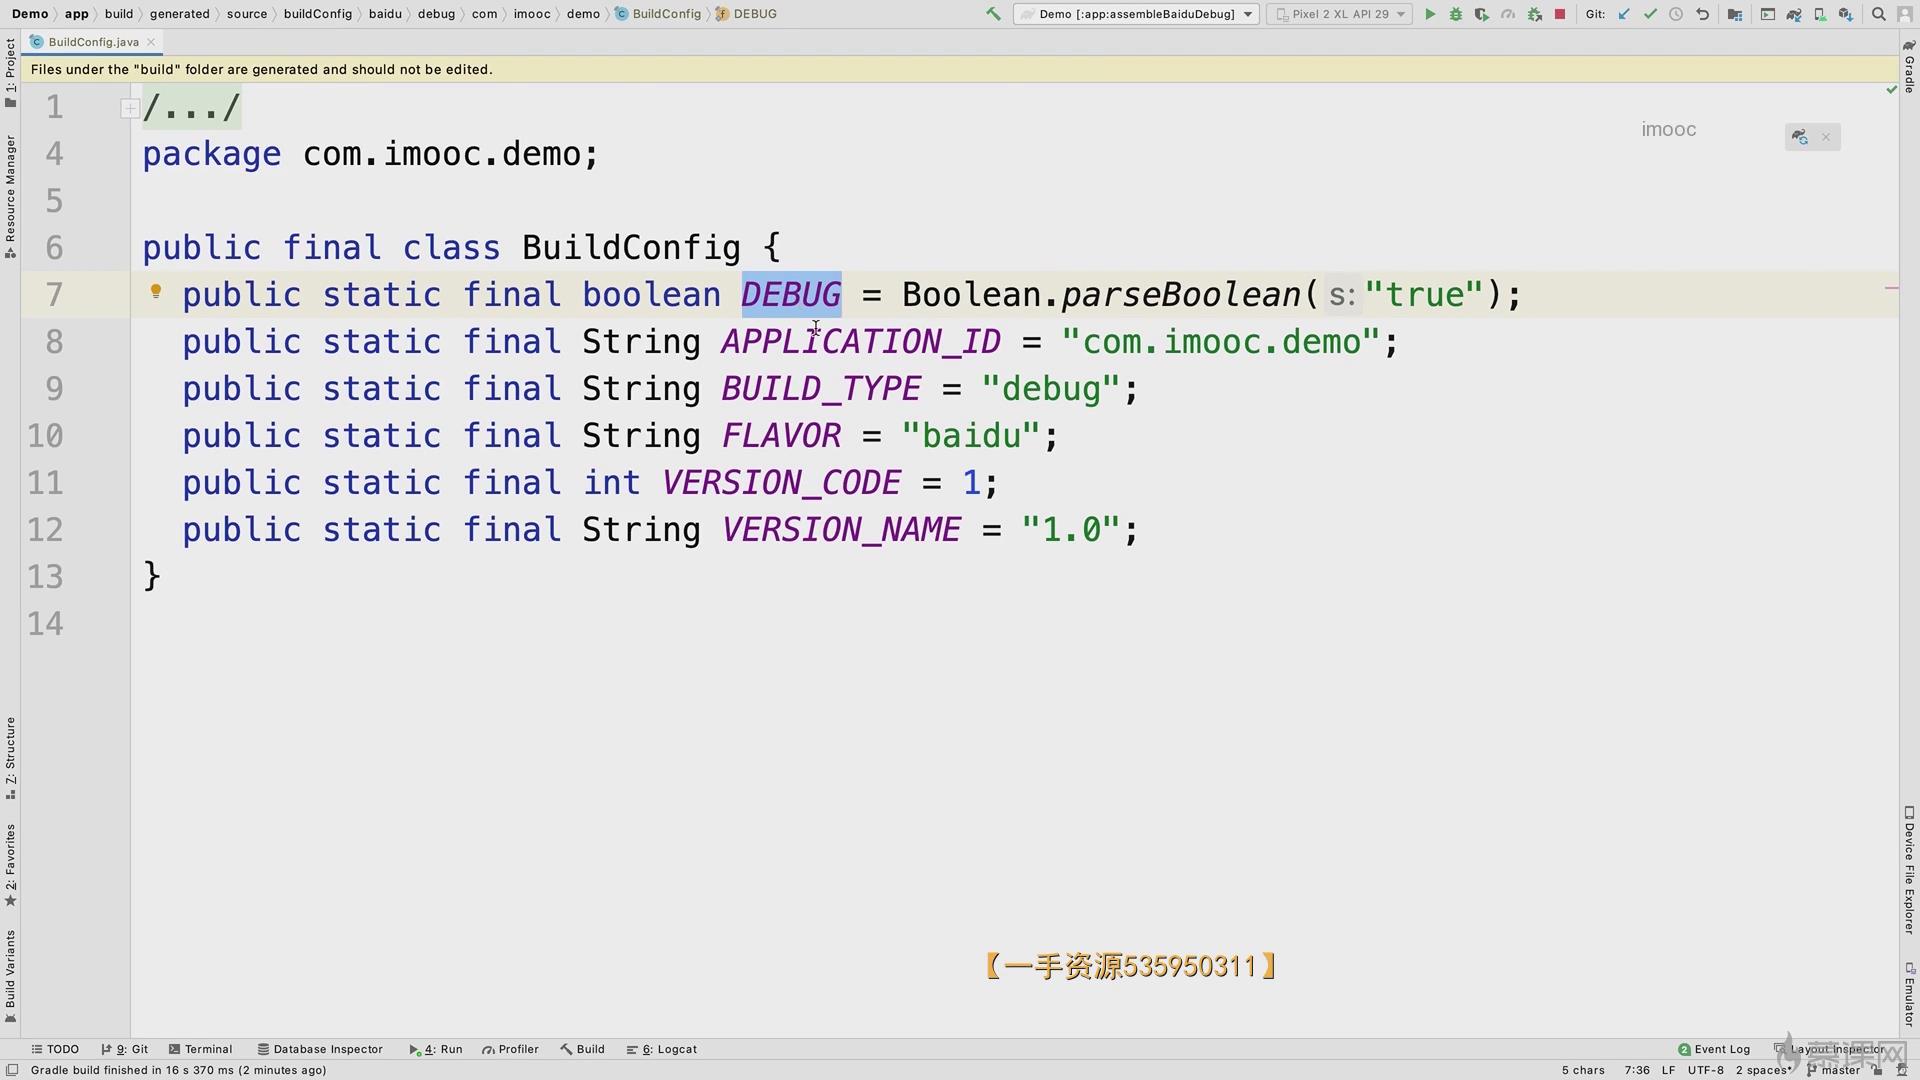 Demo app build generated source buildConfig baidu debug com imooc demo BuildConfig DEBUG
Demo [:app:assembleBaiduDebug]
Pixel 2 XL API 29
Git:
BuildConfig.java
Files under the "build" folder are generated and should not be edited.
1 /.../
4 package com.imooc.demo;
5
6 public final class BuildConfig {
7 public static final boolean DEBUG = Boolean.parseBoolean( s: "true");
8 public static final String APPLICATION_ID = "com.imooc.demo";
9 public static final String BUILD_TYPE = "debug";
10 public static final String FLAVOR = "baidu";
11 public static final int VERSION_CODE = 1;
12 public static final String VERSION_NAME = "1.0";
13 }
14
imooc
1: Project
Resource Manager
Z: Structure
2: Favorites
Build Variants
Gradle
Device File Explorer
Emulator
【一手资源535950311】
TODO 9: Git Terminal Database Inspector 4: Run Profiler Build 6: Logcat
2 Event Log Layout Inspector
慕课网
Gradle build finished in 16 s 370 ms (2 minutes ago)
5 chars 7:36 LF UTF-8 2 spaces* master